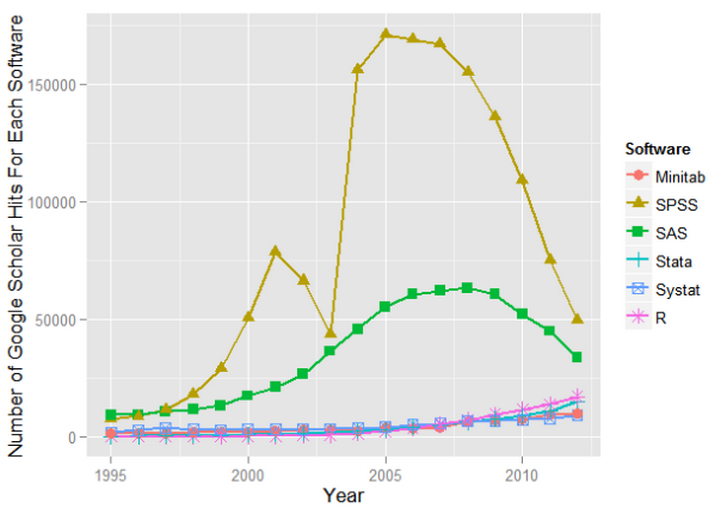 Number of Google Scholar Hits For Each Software
150000
100000
50000
0
1995
2000
2005
2010
Year
Software
Minitab
SPSS
SAS
Stata
Systat
R